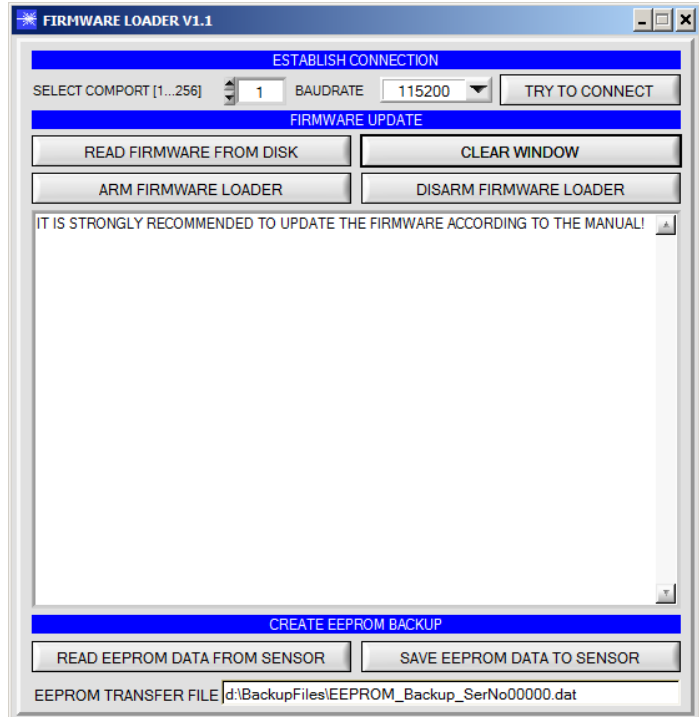 FIRMWARE LOADER V1.1
ESTABLISH CONNECTION
SELECT COMPORT [1...256] 1 BAUDRATE 115200 TRY TO CONNECT
FIRMWARE UPDATE
READ FIRMWARE FROM DISK CLEAR WINDOW
ARM FIRMWARE LOADER DISARM FIRMWARE LOADER
IT IS STRONGLY RECOMMENDED TO UPDATE THE FIRMWARE ACCORDING TO THE MANUAL!
CREATE EEPROM BACKUP
READ EEPROM DATA FROM SENSOR SAVE EEPROM DATA TO SENSOR
EEPROM TRANSFER FILE d:\BackupFiles\EEPROM_Backup_SerNo00000.dat